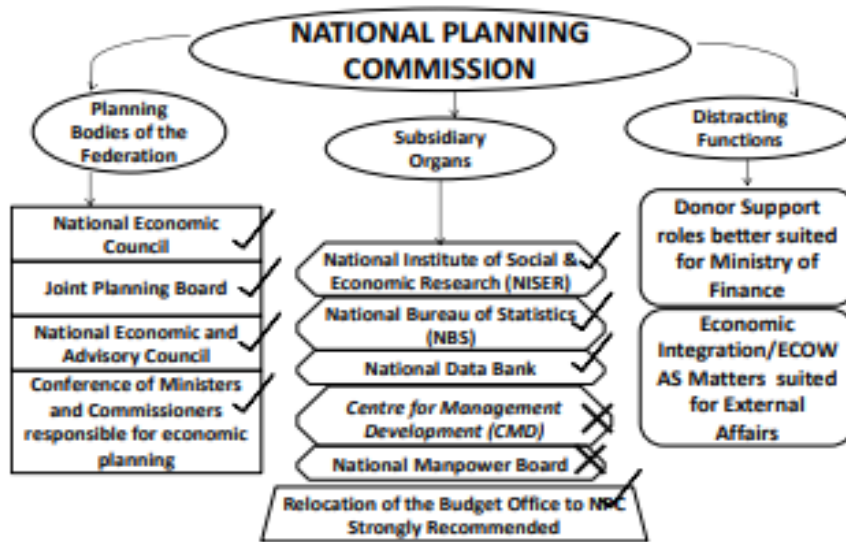 NATIONAL PLANNING
COMMISSION
Planning
Bodies of the
Federation
National Economic
Council
Joint Planning Board
National Economic and
Advisory Council
Conference of Ministers
and Commissioners
responsible for economic
planning
Subsidiary
Organs
National Institute of Social &
Economic Research (NISER)
National Bureau of Statistics
(NBS)
National Data Bank
Centre for Management
Development (CMD)
National Manpower Board
Relocation of the Budget Office to NPC
Strongly Recommended
Distracting
Functions
Donor Support
roles better suited
for Ministry of
Finance
Economic
Integration/ECOW
AS Matters suited
for External
Affairs